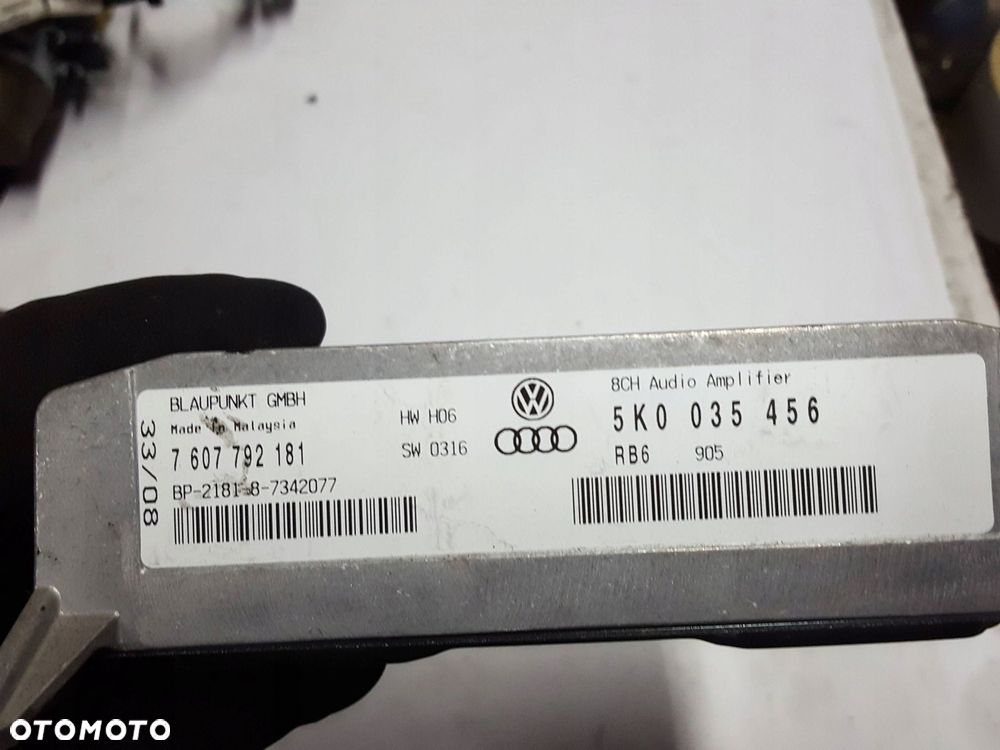 BLAUPUNKT GMBH
Made In Malaysia
7 607 792 181
BP-2181-8-7342077
33/08
HW H06
SW 0316
8CH Audio Amplifier
5K0 035 456
RB6 905
OTOMOTO